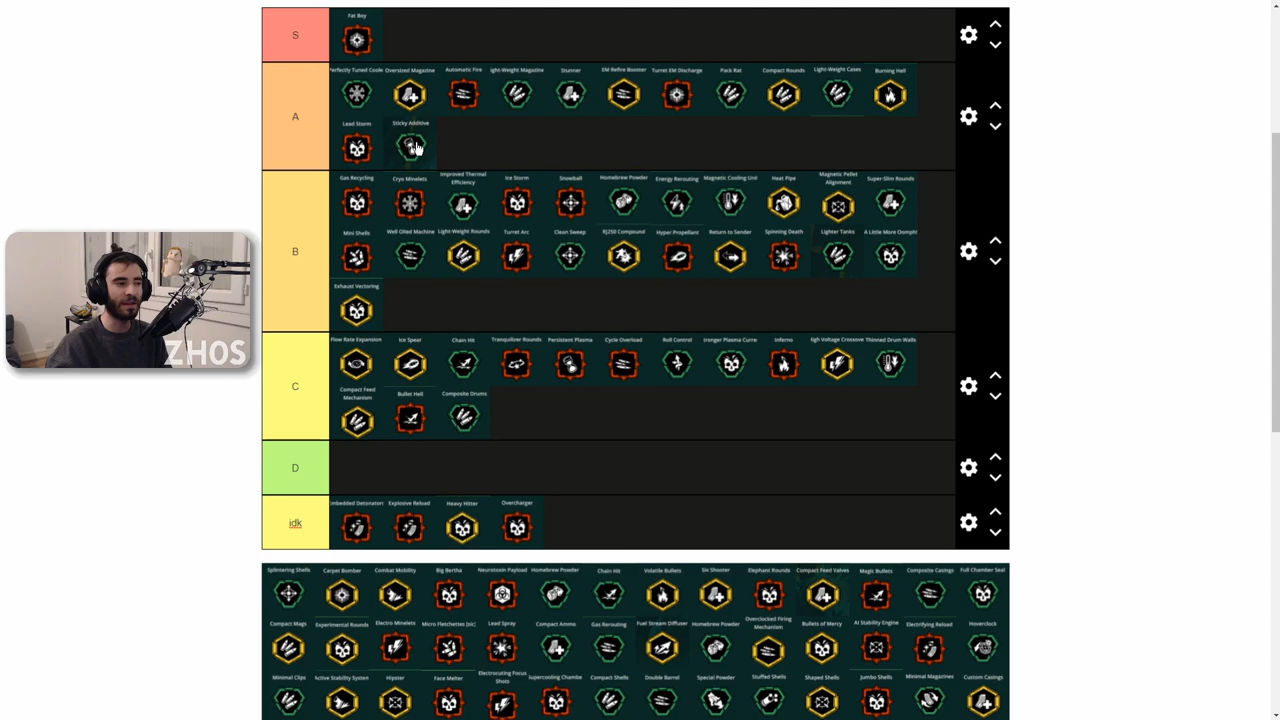 S
Fat Boy
A
Perfectly Tuned Coole
Oversized Magazine
Automatic Fire
ight-Weight Magazine
Stunner
EM Refire Booster
Turret EM Discharge
Pack Rat
Compact Rounds
Light-Weight Cases
Burning Hell
Lead Storm
Sticky Additive
B
Gas Recycling
Cryo Minelets
Improved Thermal
Efficiency
Ice Storm
Snowball
Homebrew Powder
Energy Rerouting
Magnetic Cooling Unit
Heat Pipe
Magnetic Pellet
Alignment
Super-Slim Rounds
Mini Shells
Well Oiled Machine
Light-Weight Rounds
Turret Arc
Clean Sweep
RJ250 Compound
Hyper Propellant
Return to Sender
Spinning Death
Lighter Tanks
A Little More Oomph!
Exhaust Vectoring
ZHOS
C
Flow Rate Expansion
Ice Spear
Chain Hit
Tranquilizer Rounds
Persistent Plasma
Cycle Overload
Roll Control
tronger Plasma Curre
Inferno
High Voltage Crossove
Thinned Drum Walls
Compact Feed
Mechanism
Bullet Hell
Composite Drums
D
idk
Embedded Detonators
Explosive Reload
Heavy Hitter
Overcharger
Splintering Shells
Carpet Bomber
Combat Mobility
Big Bertha
Neurotoxin Payload
Homebrew Powder
Chain Hit
Volatile Bullets
Six Shooter
Elephant Rounds
Compact Feed Valves
Magic Bullets
Composite Casings
Full Chamber Seal
Compact Mags
Experimental Rounds
Electro Minelets
Micro Fletchettes [sic]
Lead Spray
Compact Ammo
Gas Rerouting
Fuel Stream Diffuser
Homebrew Powder
Overclocked Firing
Mechanism
Bullets of Mercy
AI Stability Engine
Electrifying Reload
Hoverclock
Minimal Clips
Active Stability System
Hipster
Face Melter
Electrocuting Focus
Shots
Supercooling Chambe
Compact Shells
Double Barrel
Special Powder
Stuffed Shells
Shaped Shells
Jumbo Shells
Minimal Magazines
Custom Casings